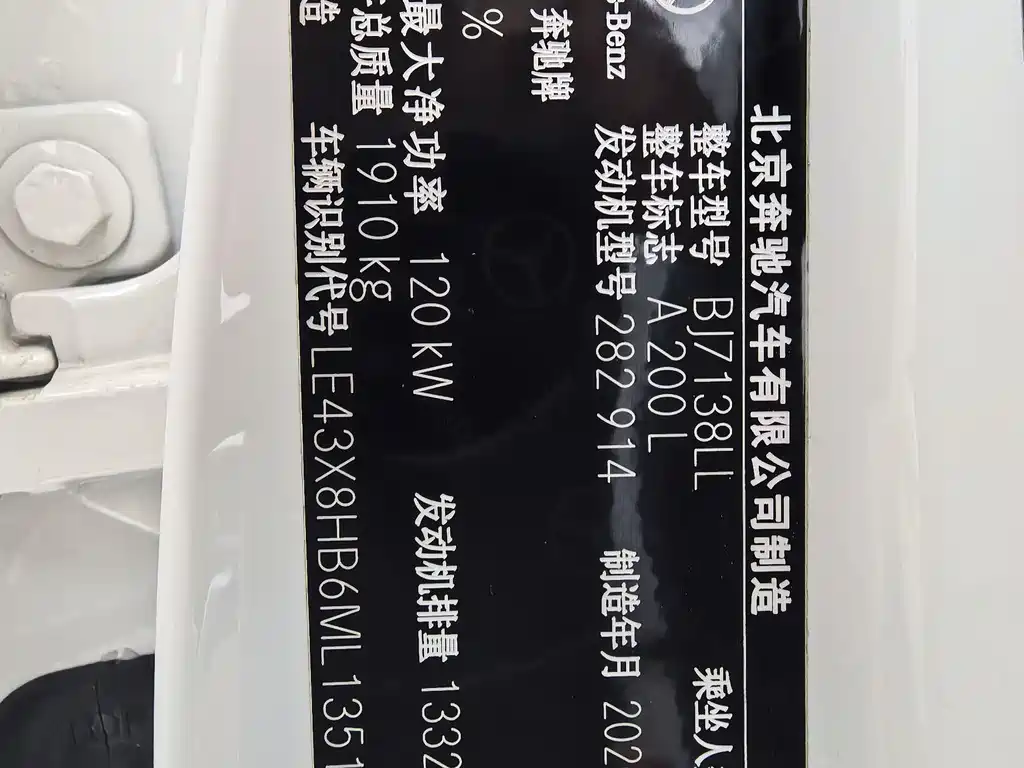 北京奔驰汽车有限公司制造
整车型号 BJ7138LL 乘坐人
整车标志 A 200 L
-Benz 发动机型号 282 914 制造年月 202
奔驰牌
%
最大净功率 120 kW 发动机排量 1332
总质量 1910 kg
造 车辆识别代号 LE43X8HB6ML1351